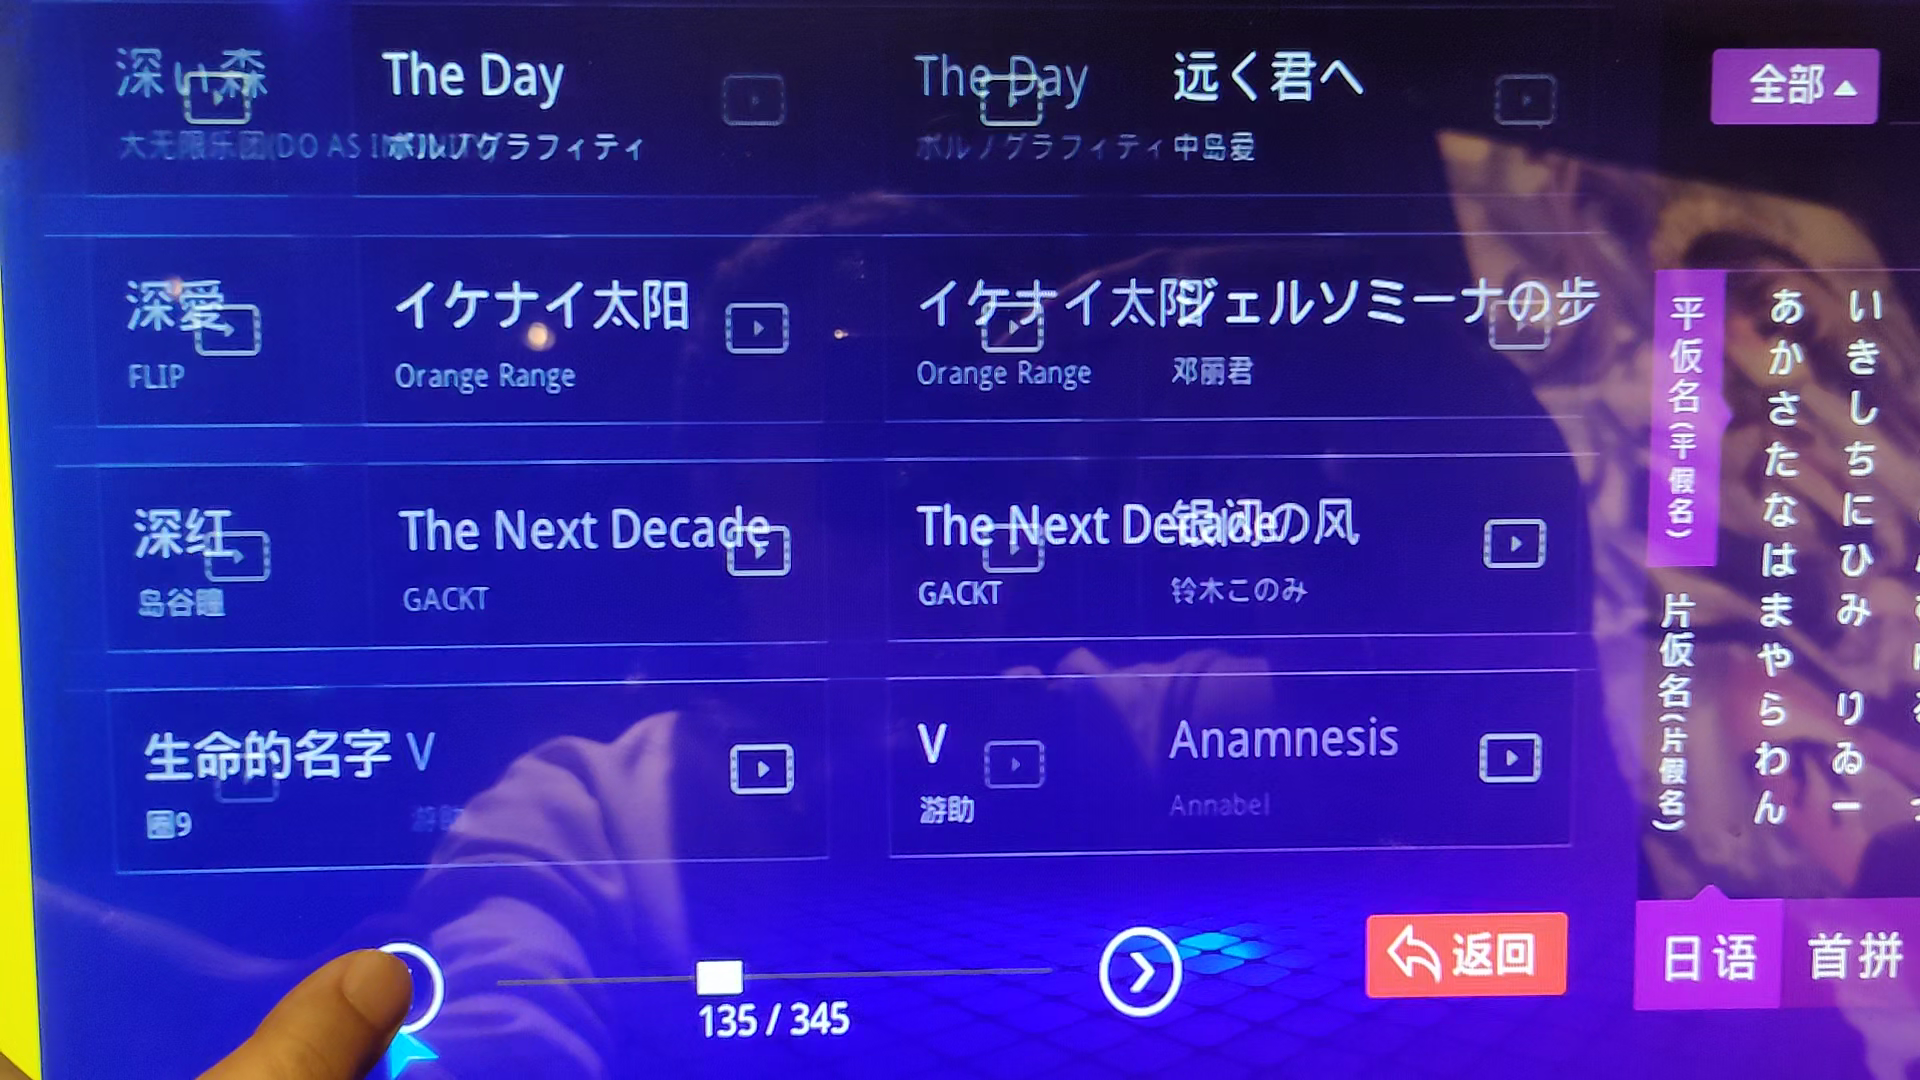 深い森
The Day
The Day
远く君へ
全部
大无限乐团(DO AS INFINITY)
ポルノグラフィティ
ポルノグラフィティ
中岛爱
深愛
イケナイ太阳
イケナイ太阳
ジェルソミーナの步
FLIP
Orange Range
Orange Range
邓丽君
深红
The Next Decade
The Next Decade
の风
岛谷瞳
GACKT
GACKT
铃木このみ
生命的名字
V
V
Anamnesis
圈9
游助
游助
Annabel
135 / 345
返回
平仮名(平假名)
片仮名(片假名)
あかさたなはまやらわん
いきしちにひみ りゐー
日语
首拼